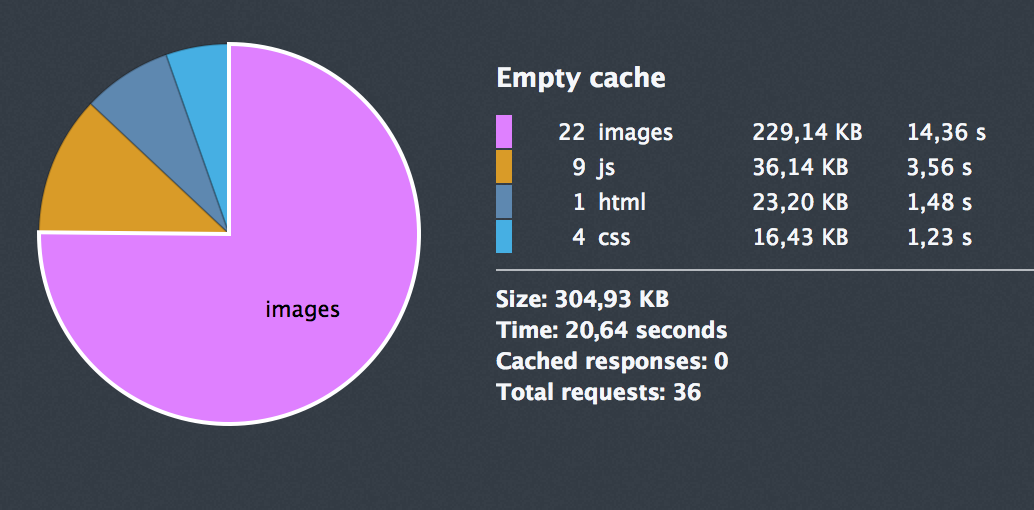 Empty cache
22 images 229,14 KB 14,36 s
9 js 36,14 KB 3,56 s
1 html 23,20 KB 1,48 s
4 css 16,43 KB 1,23 s
images
Size: 304,93 KB
Time: 20,64 seconds
Cached responses: 0
Total requests: 36